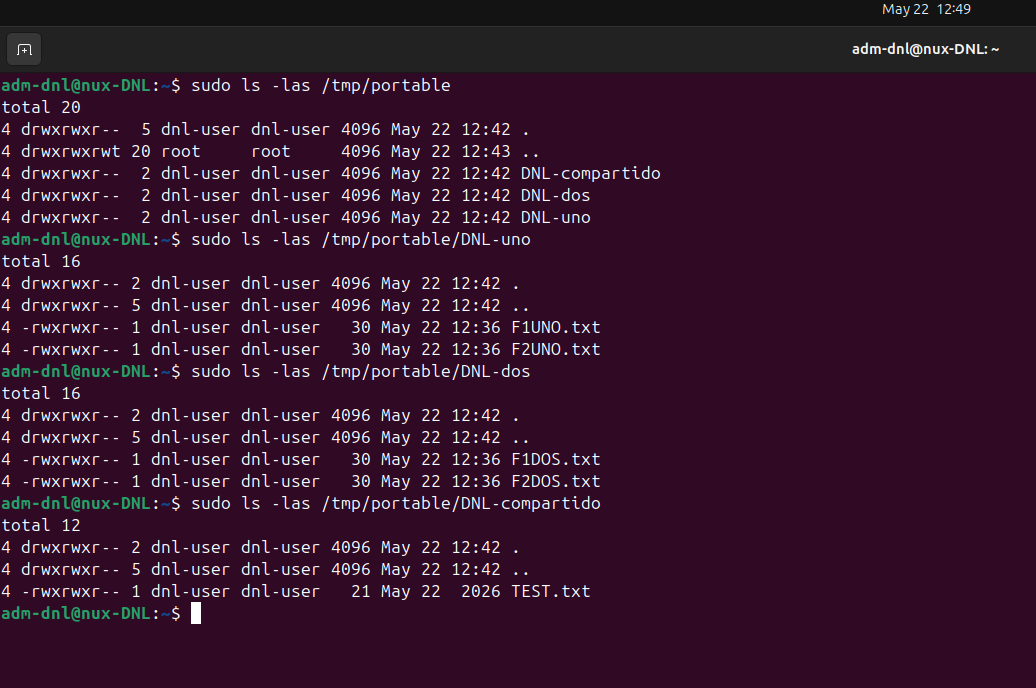 May 22 12:49
adm-dnl@nux-DNL: ~
adm-dnl@nux-DNL:~$ sudo ls -las /tmp/portable
total 20
4 drwxrwxr--  5 dnl-user dnl-user 4096 May 22 12:42 .
4 drwxrwxrwt 20 root     root     4096 May 22 12:43 ..
4 drwxrwxr--  2 dnl-user dnl-user 4096 May 22 12:42 DNL-compartido
4 drwxrwxr--  2 dnl-user dnl-user 4096 May 22 12:42 DNL-dos
4 drwxrwxr--  2 dnl-user dnl-user 4096 May 22 12:42 DNL-uno
adm-dnl@nux-DNL:~$ sudo ls -las /tmp/portable/DNL-uno
total 16
4 drwxrwxr-- 2 dnl-user dnl-user 4096 May 22 12:42 .
4 drwxrwxr-- 5 dnl-user dnl-user 4096 May 22 12:42 ..
4 -rwxrwxr-- 1 dnl-user dnl-user   30 May 22 12:36 F1UNO.txt
4 -rwxrwxr-- 1 dnl-user dnl-user   30 May 22 12:36 F2UNO.txt
adm-dnl@nux-DNL:~$ sudo ls -las /tmp/portable/DNL-dos
total 16
4 drwxrwxr-- 2 dnl-user dnl-user 4096 May 22 12:42 .
4 drwxrwxr-- 5 dnl-user dnl-user 4096 May 22 12:42 ..
4 -rwxrwxr-- 1 dnl-user dnl-user   30 May 22 12:36 F1DOS.txt
4 -rwxrwxr-- 1 dnl-user dnl-user   30 May 22 12:36 F2DOS.txt
adm-dnl@nux-DNL:~$ sudo ls -las /tmp/portable/DNL-compartido
total 12
4 drwxrwxr-- 2 dnl-user dnl-user 4096 May 22 12:42 .
4 drwxrwxr-- 5 dnl-user dnl-user 4096 May 22 12:42 ..
4 -rwxrwxr-- 1 dnl-user dnl-user   21 May 22  2026 TEST.txt
adm-dnl@nux-DNL:~$